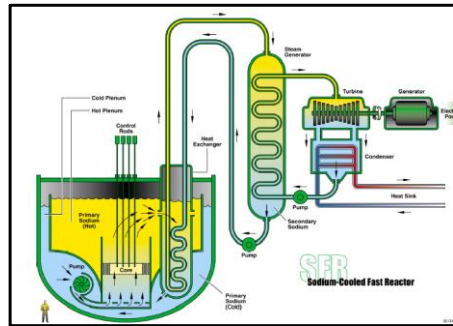 Steam
Generator
Turbine
Generator
Cold Plenum
Hot Plenum
Control
Rods
Heat
Exchanger
Condenser
Heat Sink
Primary
Sodium
(Hot)
Pump
Secondary
Sodium
Pump
Core
Pump
Primary
Sodium
(Cold)
SFR
Sodium-Cooled Fast Reactor